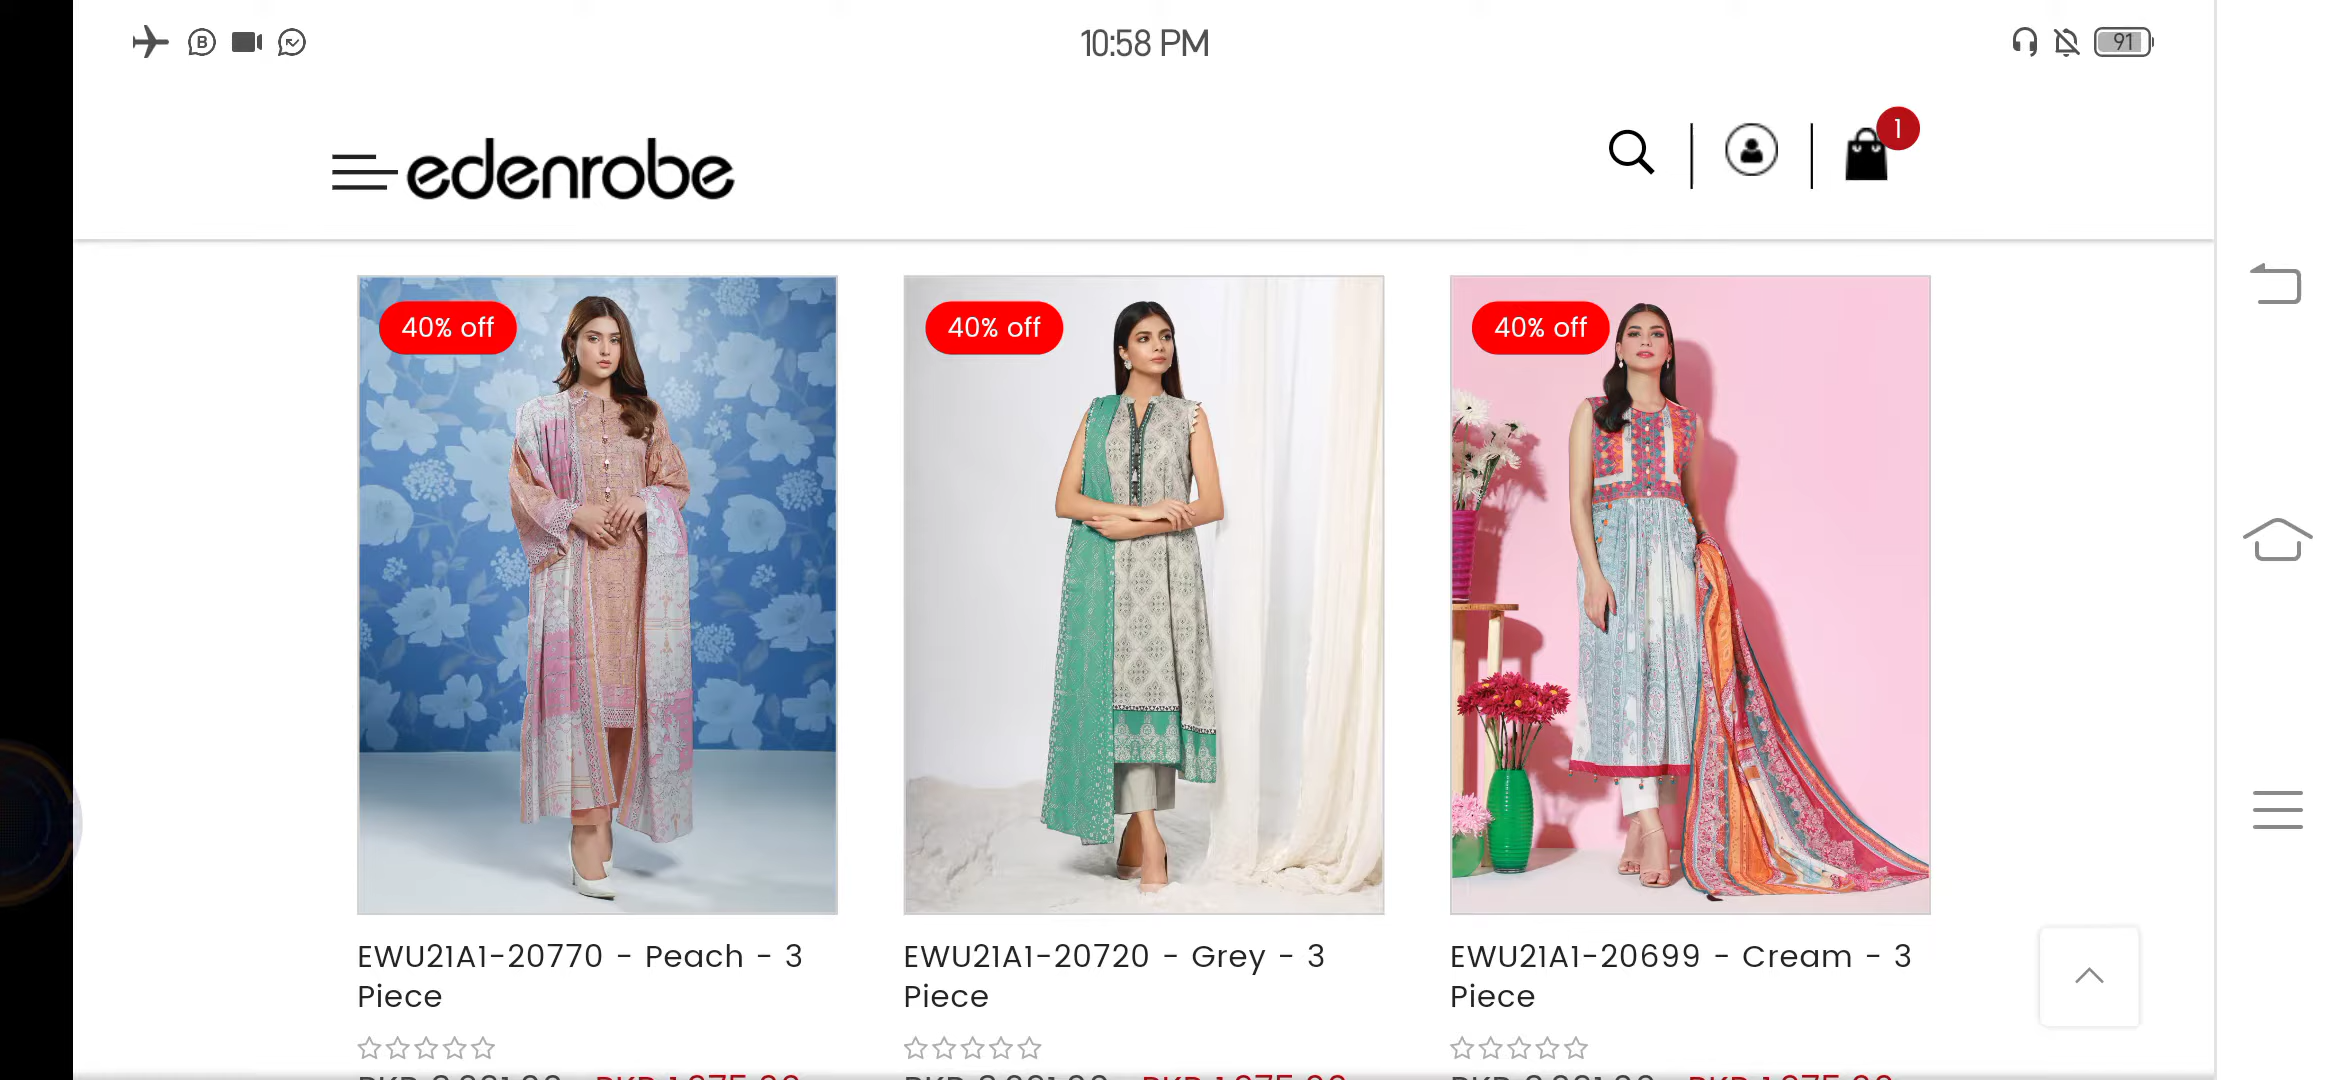 10:58 PM
91
edenrobe
1
40% off
40% off
40% off
EWU21A1-20770 - Peach - 3
Piece
EWU21A1-20720 - Grey - 3
Piece
EWU21A1-20699 - Cream - 3
Piece